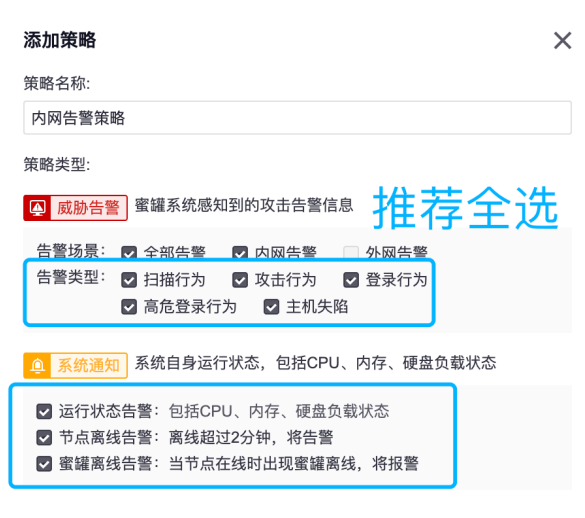 添加策略
策略名称:
内网告警策略
策略类型:
威胁告警 蜜罐系统感知到的攻击告警信息
推荐全选
告警场景: 全部告警 内网告警 外网告警
告警类型: 扫描行为 攻击行为 登录行为
高危登录行为 主机失陷
系统通知 系统自身运行状态，包括CPU、内存、硬盘负载状态
运行状态告警：包括CPU、内存、硬盘负载状态
节点离线告警：离线超过2分钟，将告警
蜜罐离线告警：当节点在线时出现蜜罐离线，将报警